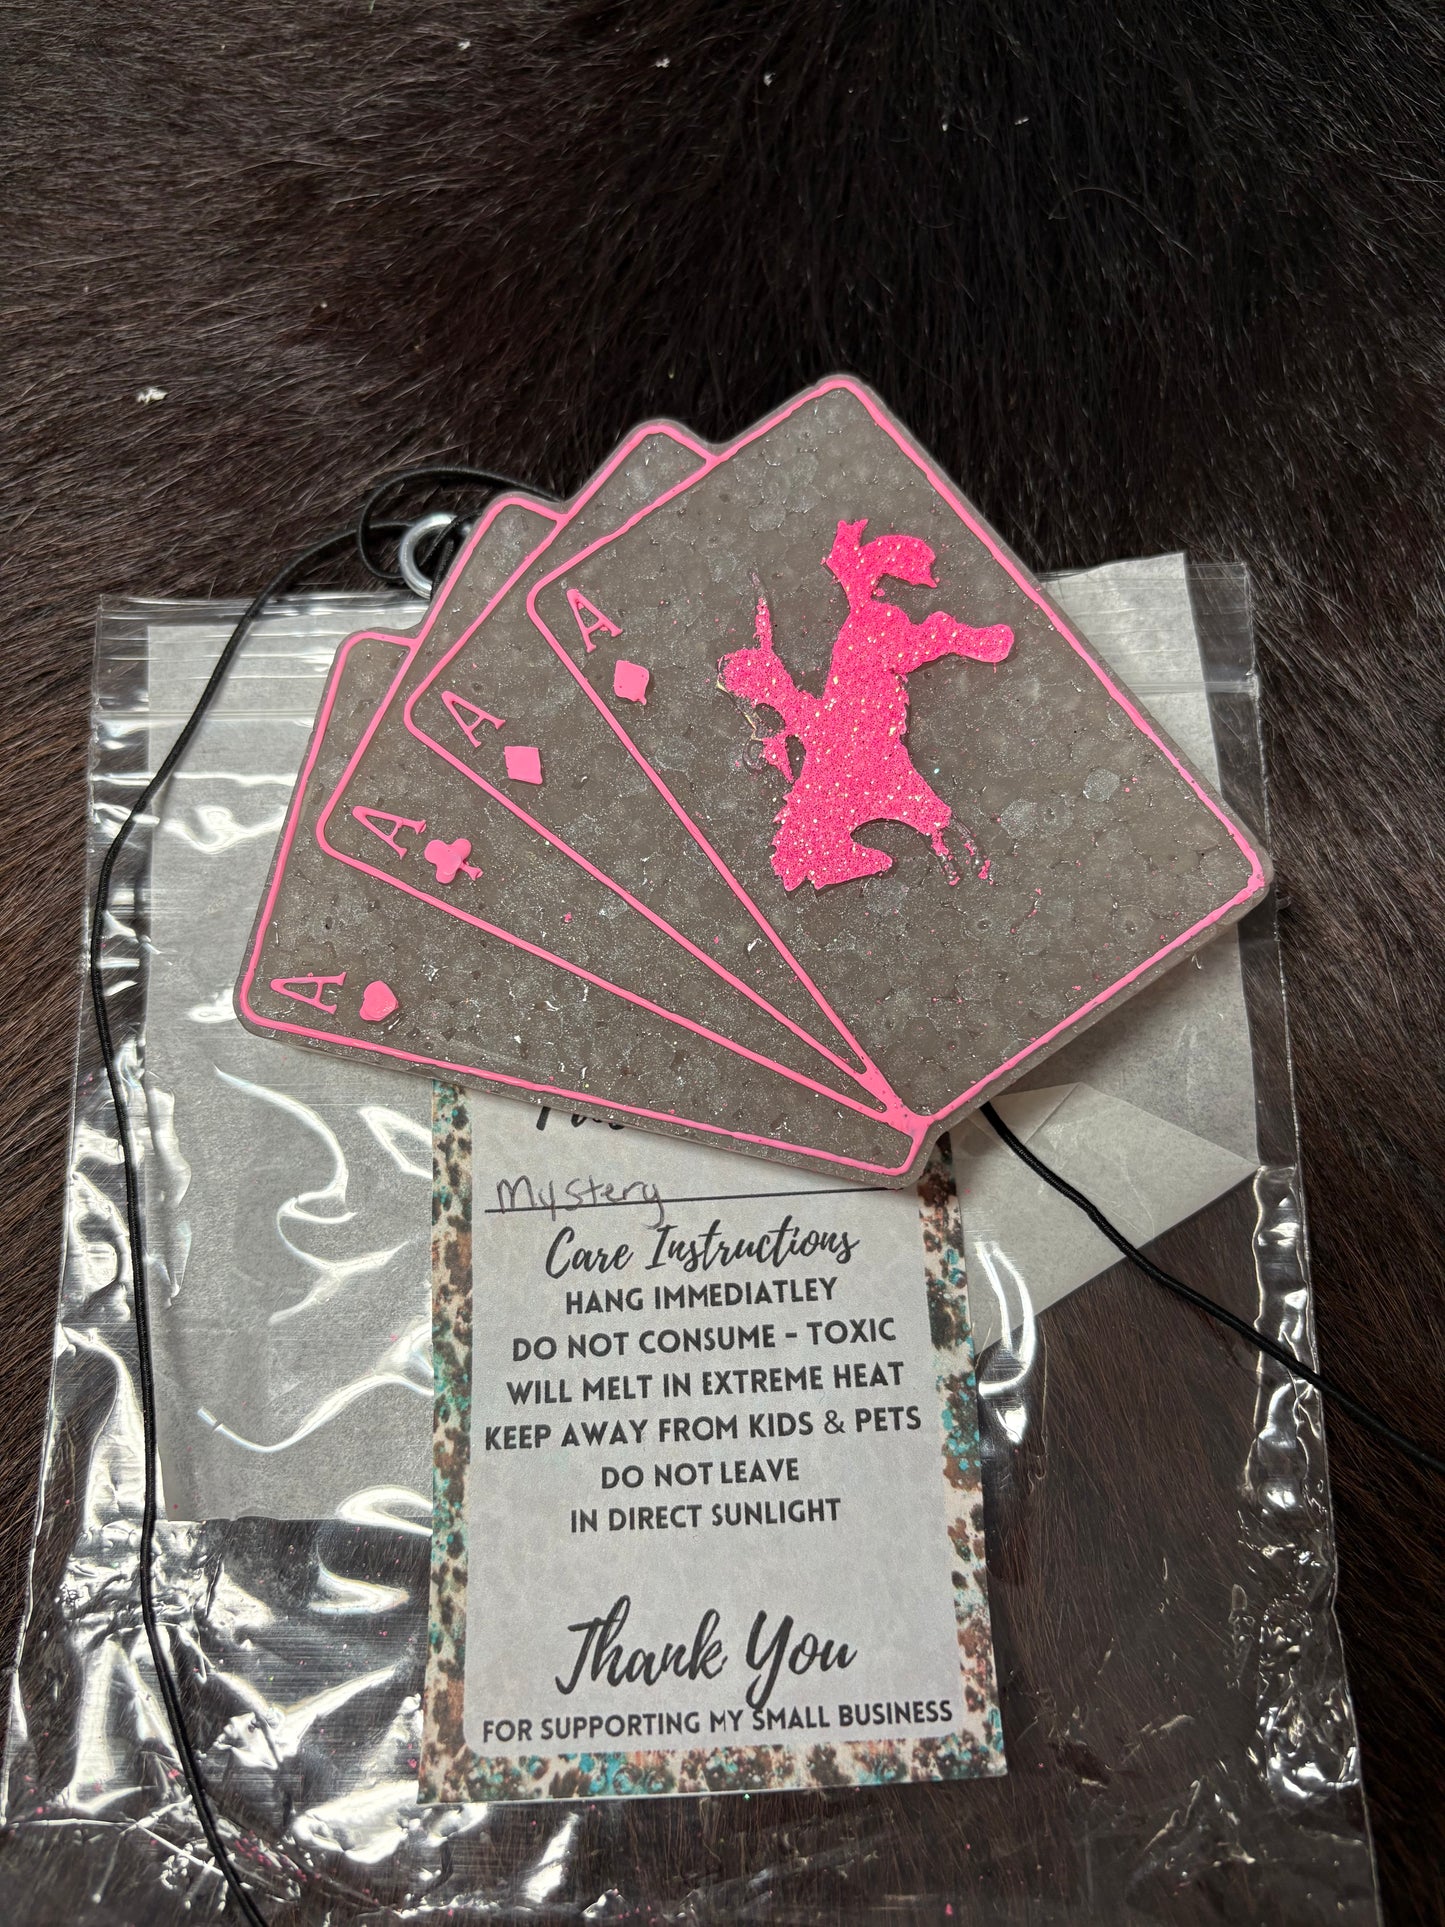 A
A
A
A
Mystery
Care Instructions
HANG IMMEDIATLEY
DO NOT CONSUME - TOXIC
WILL MELT IN EXTREME HEAT
KEEP AWAY FROM KIDS & PETS
DO NOT LEAVE
IN DIRECT SUNLIGHT
Thank You
FOR SUPPORTING MY SMALL BUSINESS